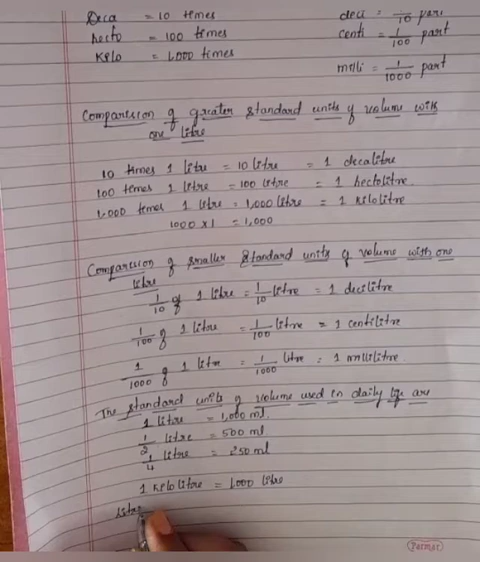 Deca = 10 times
hecto = 100 times
Kilo = 1,000 times
deci = 1/10 part
centi = 1/100 part
milli = 1/1000 part
Comparision of greater standard units of volume with
one litre
10 times 1 litre = 10 litre = 1 decalitre
100 times 1 litre = 100 litre = 1 hectolitre
1,000 times 1 litre = 1,000 litre = 1 kilolitre
1000 x 1 = 1,000
Comparision of smaller standard units of volume with one
litre
1/10 of 1 litre = 1/10 litre = 1 decilitre
1/100 of 1 litre = 1/100 litre = 1 centilitre
1/1000 of 1 litre = 1/1000 litre = 1 millilitre
The standard units of volume used in daily life are
1 litre = 1,000 ml.
1/2 litre = 500 ml
1/4 litre = 250 ml
1 Kilolitre = 1,000 litre
Litr
Parmar